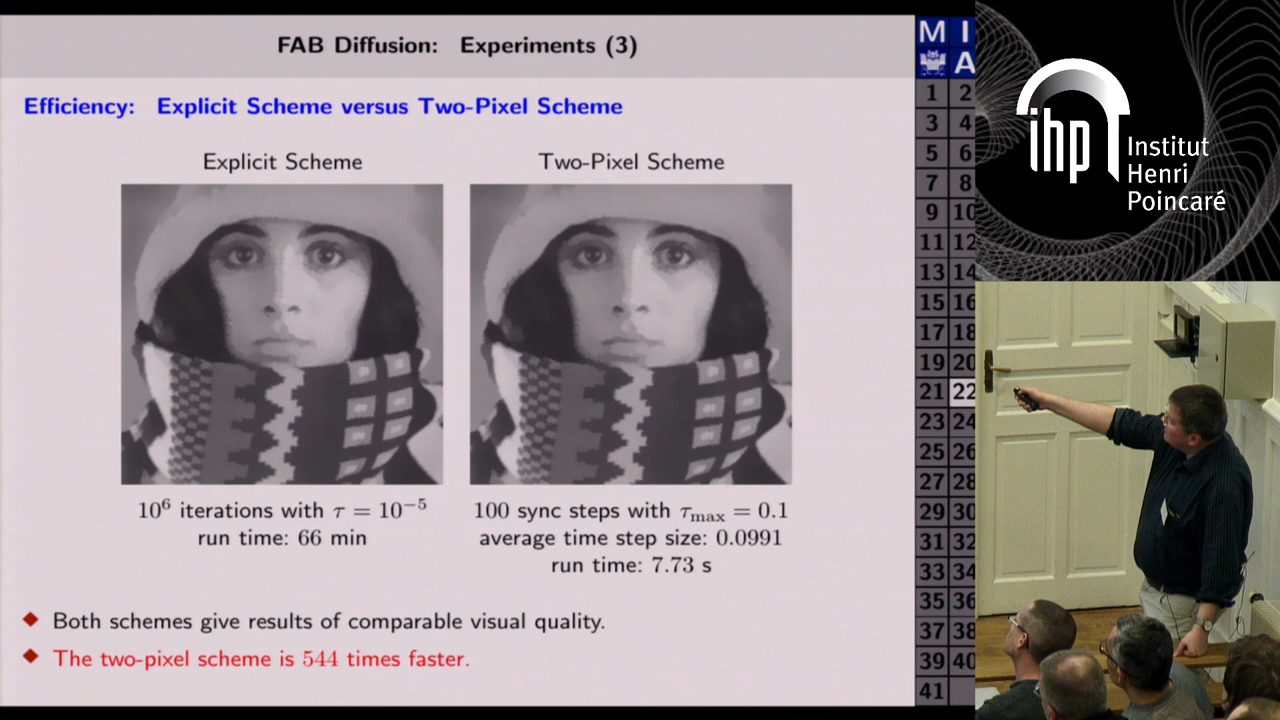 FAB Diffusion: Experiments (3)
Efficiency: Explicit Scheme versus Two-Pixel Scheme
Explicit Scheme
Two-Pixel Scheme
10⁶ iterations with τ = 10⁻⁵
run time: 66 min
100 sync steps with τmax = 0.1
average time step size: 0.0991
run time: 7.73 s
◆ Both schemes give results of comparable visual quality.
◆ The two-pixel scheme is 544 times faster.
M I
A
1 2
3 4
5 6
7 8
9 10
11 12
13 14
15 16
17 18
19 20
21 22
23 24
25 26
27 28
29 30
31 32
33 34
35 36
37 38
39 40
41
ihp
Institut
Henri
Poincaré